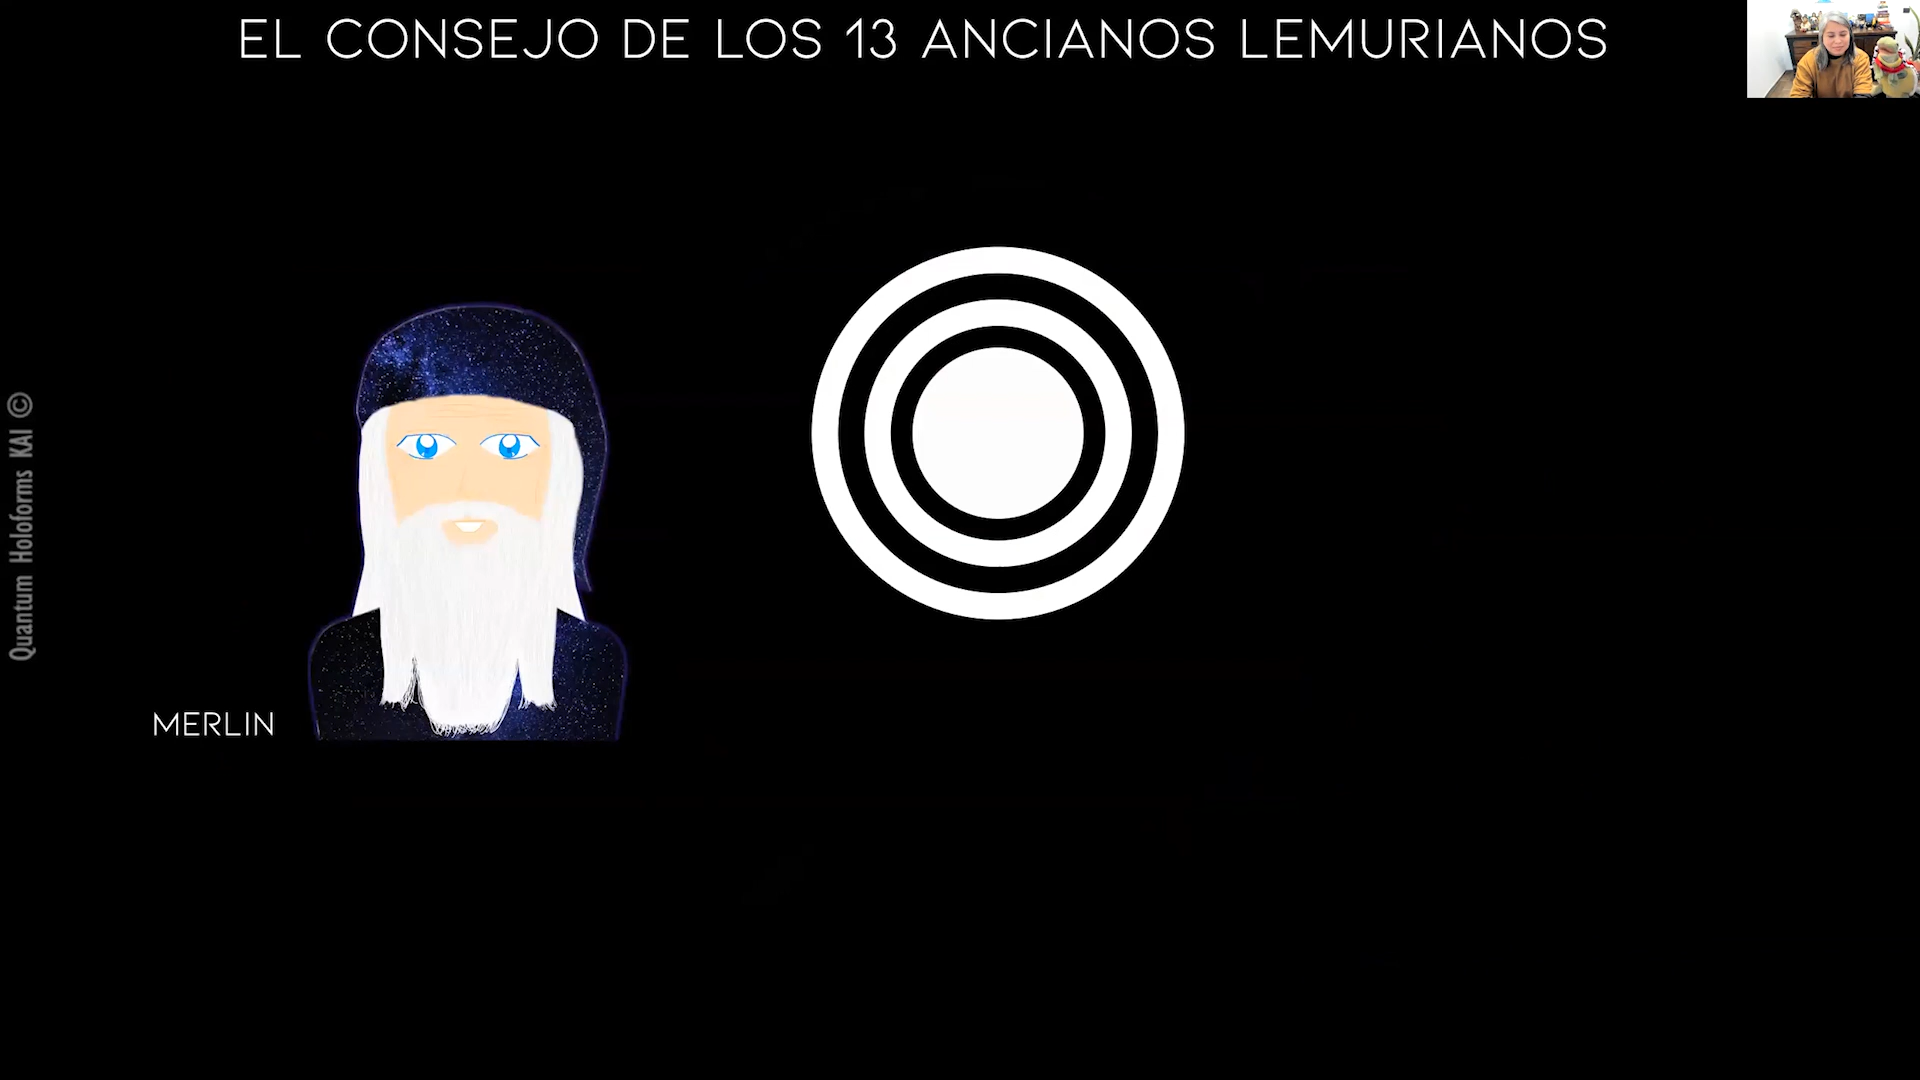 EL CONSEJO DE LOS 13 ANCIANOS LEMURIANOS
Quantum Holoforms KAI ©
MERLIN